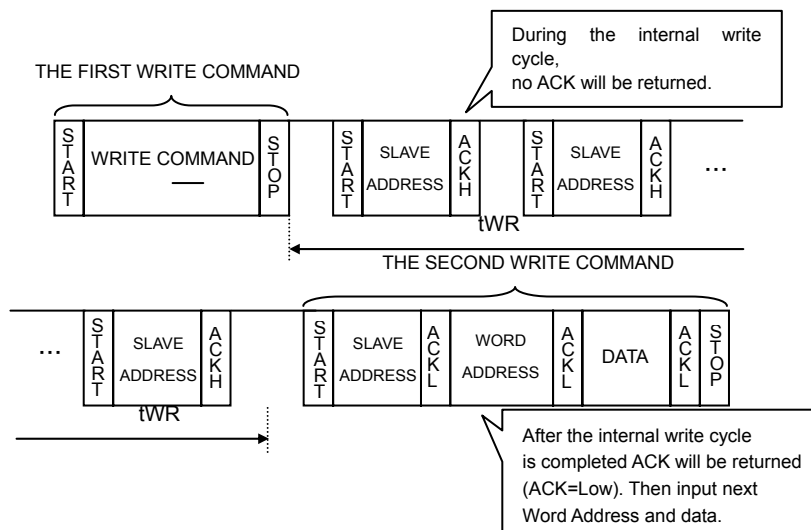 During the internal write
cycle,
no ACK will be returned.
THE FIRST WRITE COMMAND
START
WRITE COMMAND
STOP
START
SLAVE
ADDRESS
ACKH
START
SLAVE
ADDRESS
ACKH
...
tWR
THE SECOND WRITE COMMAND
...
START
SLAVE
ADDRESS
ACKH
START
SLAVE
ADDRESS
ACKL
WORD
ADDRESS
ACKL
DATA
ACKL
STOP
tWR
After the internal write cycle
is completed ACK will be returned
(ACK=Low). Then input next
Word Address and data.